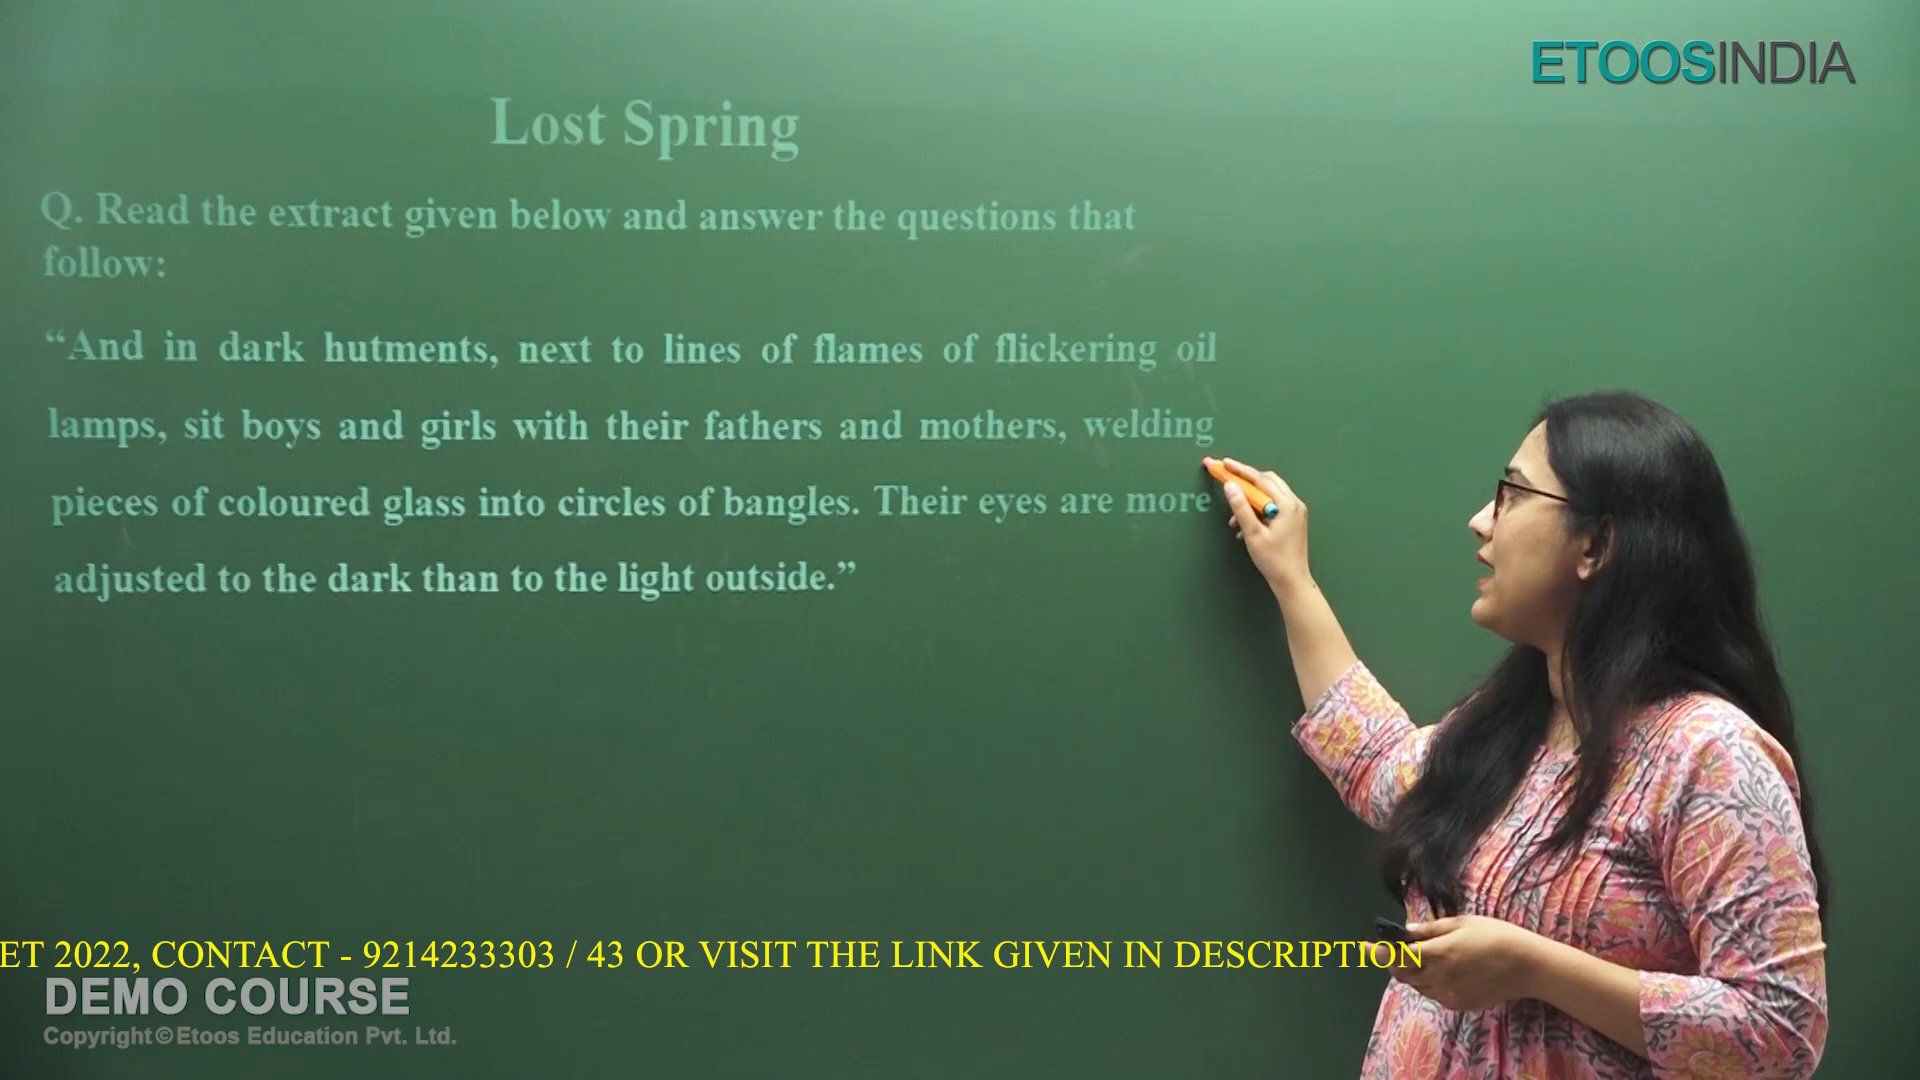 ETOOSINDIA
Lost Spring
Q. Read the extract given below and answer the questions that
follow:
“And in dark hutments, next to lines of flames of flickering oil
lamps, sit boys and girls with their fathers and mothers, welding
pieces of coloured glass into circles of bangles. Their eyes are more
adjusted to the dark than to the light outside.”
ET 2022, CONTACT - 9214233303 / 43 OR VISIT THE LINK GIVEN IN DESCRIPTION
DEMO COURSE
Copyright © Etoos Education Pvt. Ltd.